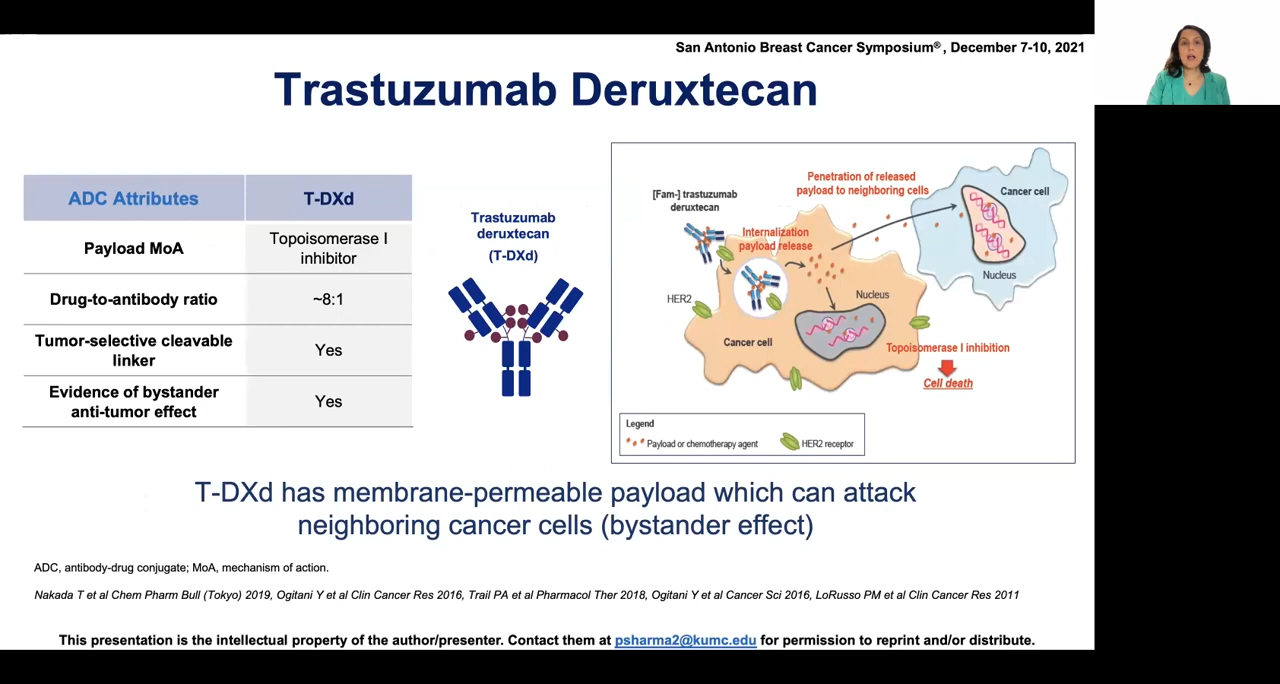 San Antonio Breast Cancer Symposium®, December 7-10, 2021
Trastuzumab Deruxtecan
ADC Attributes
T-DXd
Payload MoA
Topoisomerase I
inhibitor
Drug-to-antibody ratio
~8:1
Tumor-selective cleavable
linker
Yes
Evidence of bystander
anti-tumor effect
Yes
Trastuzumab
deruxtecan
(T-DXd)
Penetration of released
payload to neighboring cells
[Fam-] trastuzumab
deruxtecan
Internalization
payload release
Cancer cell
Nucleus
HER2
Nucleus
Cancer cell
Topoisomerase I inhibition
Cell death
Legend
Payload or chemotherapy agent
HER2 receptor
T-DXd has membrane-permeable payload which can attack
neighboring cancer cells (bystander effect)
ADC, antibody-drug conjugate; MoA, mechanism of action.
Nakada T et al Chem Pharm Bull (Tokyo) 2019, Ogitani Y et al Clin Cancer Res 2016, Trail PA et al Pharmacol Ther 2018, Ogitani Y et al Cancer Sci 2016, LoRusso PM et al Clin Cancer Res 2011
This presentation is the intellectual property of the author/presenter. Contact them at psharma2@kumc.edu for permission to reprint and/or distribute.